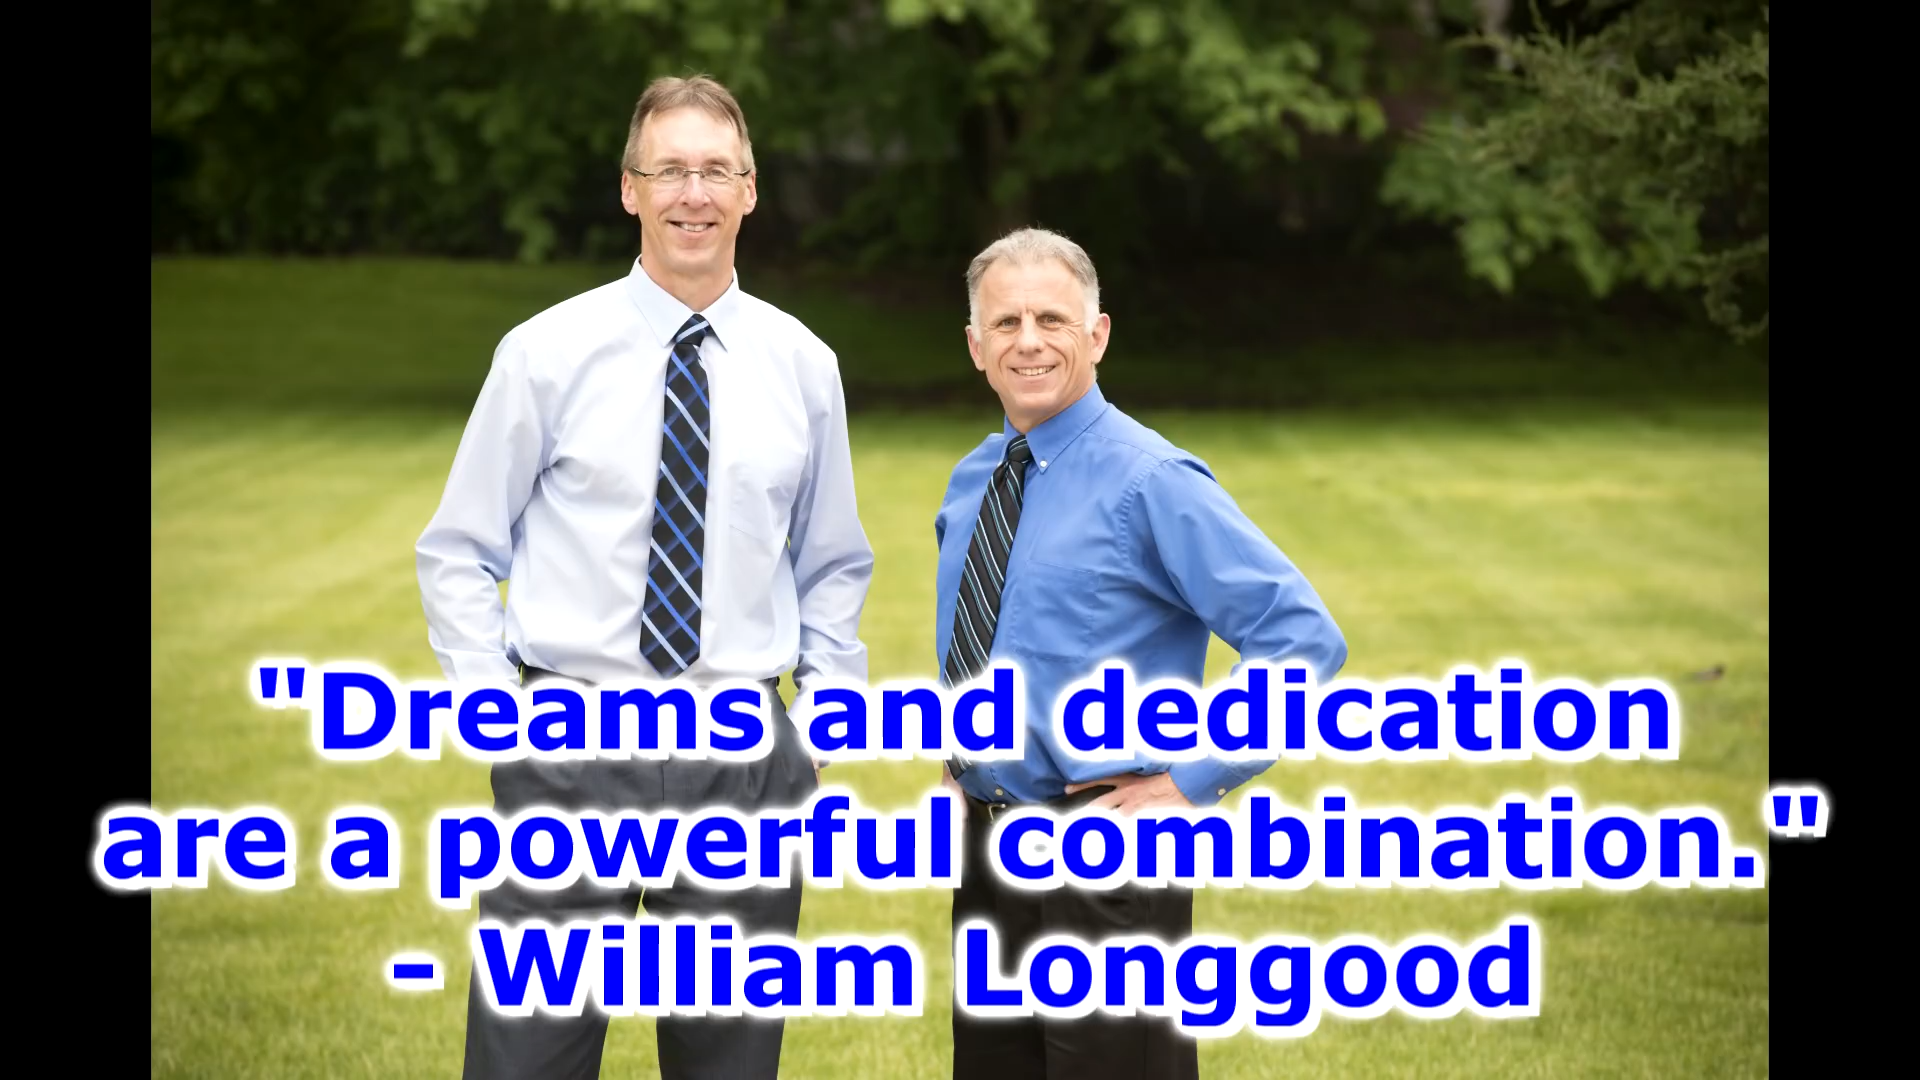 "Dreams and dedication
are a powerful combination."
- William Longgood